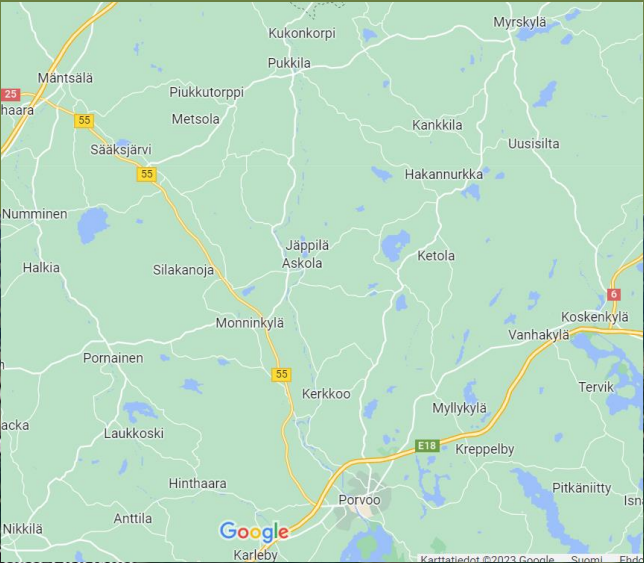 Myrskylä
Kukonkorpi
Pukkila
Mäntsälä
25
Piukkutorppi
haara
55
Metsola
Kankkila
Sääksjärvi
Uusisilta
55
Hakannurkka
Numminen
Jäppilä
Ketola
Askola
Halkia
Silakanoja
6
Koskenkylä
Monninkylä
Vanhakylä
Pornainen
55
Tervik
Kerkkoo
Myllykylä
acka
Laukkoski
E18
Kreppelby
Hinthaara
Pitkäniitty
Porvoo
Isna
Anttila
Nikkilä
Google
Karleby
Karttatiedot ©2023 Google Suomi Ehdo